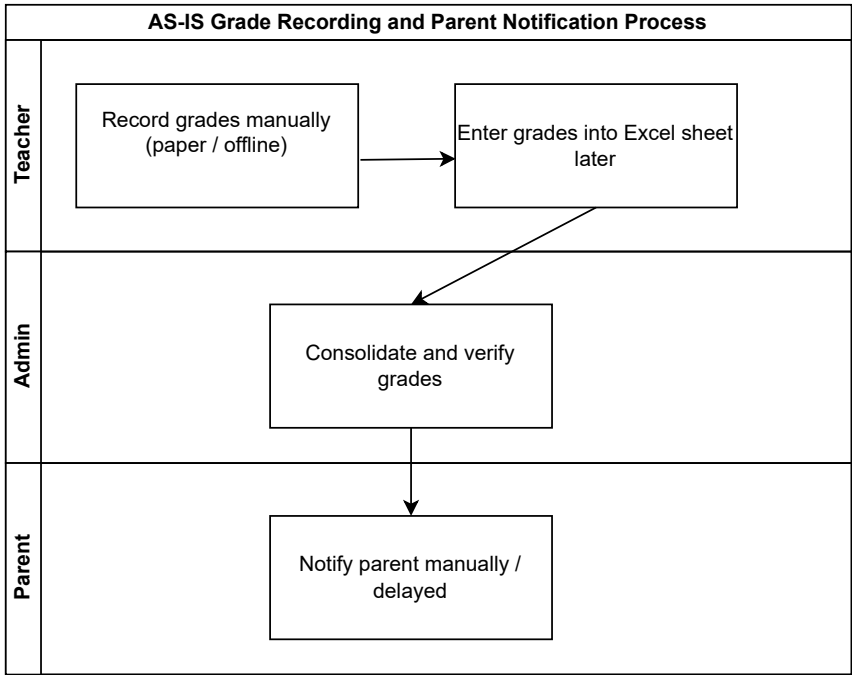 AS-IS Grade Recording and Parent Notification Process
Teacher
Record grades manually
(paper / offline)
Enter grades into Excel sheet
later
Admin
Consolidate and verify
grades
Parent
Notify parent manually /
delayed